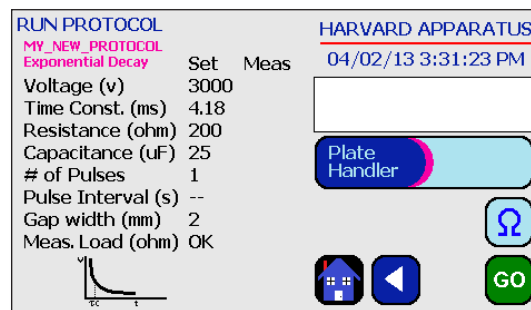 RUN PROTOCOL
MY_NEW_PROTOCOL
Exponential Decay Set Meas
Voltage (v) 3000
Time Const. (ms) 4.18
Resistance (ohm) 200
Capacitance (uF) 25
# of Pulses 1
Pulse Interval (s) --
Gap width (mm) 2
Meas. Load (ohm) OK
v
τc t
HARVARD APPARATUS
04/02/13 3:31:23 PM
Plate
Handler
Ω
GO